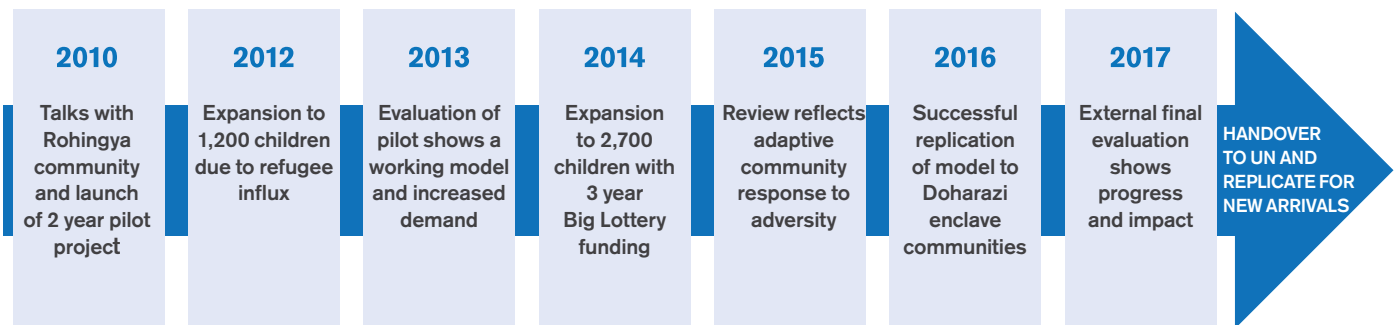 2010
Talks with
Rohingya
community
and launch
of 2 year pilot
project
2012
Expansion to
1,200 children
due to refugee
influx
2013
Evaluation of
pilot shows a
working model
and increased
demand
2014
Expansion
to 2,700
children with
3 year
Big Lottery
funding
2015
Review reflects
adaptive
community
response to
adversity
2016
Successful
replication
of model to
Doharazi
enclave
communities
2017
External final
evaluation
shows
progress
and impact
HANDOVER
TO UN AND
REPLICATE FOR
NEW ARRIVALS